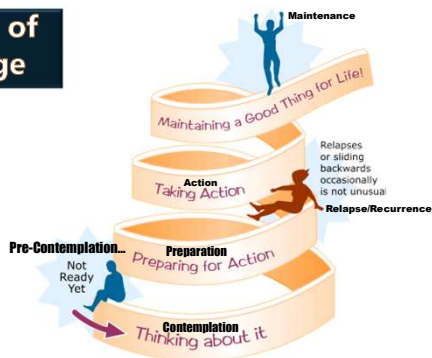 of
ge
Maintenance
Maintaining a Good Thing for Life!
Relapses
or sliding
backwards
occasionally
is not unusual
Action
Taking Action
Relapse/Recurrence
Pre-Contemplation...
Not
Ready
Yet
Preparation
Preparing for Action
Contemplation
Thinking about it